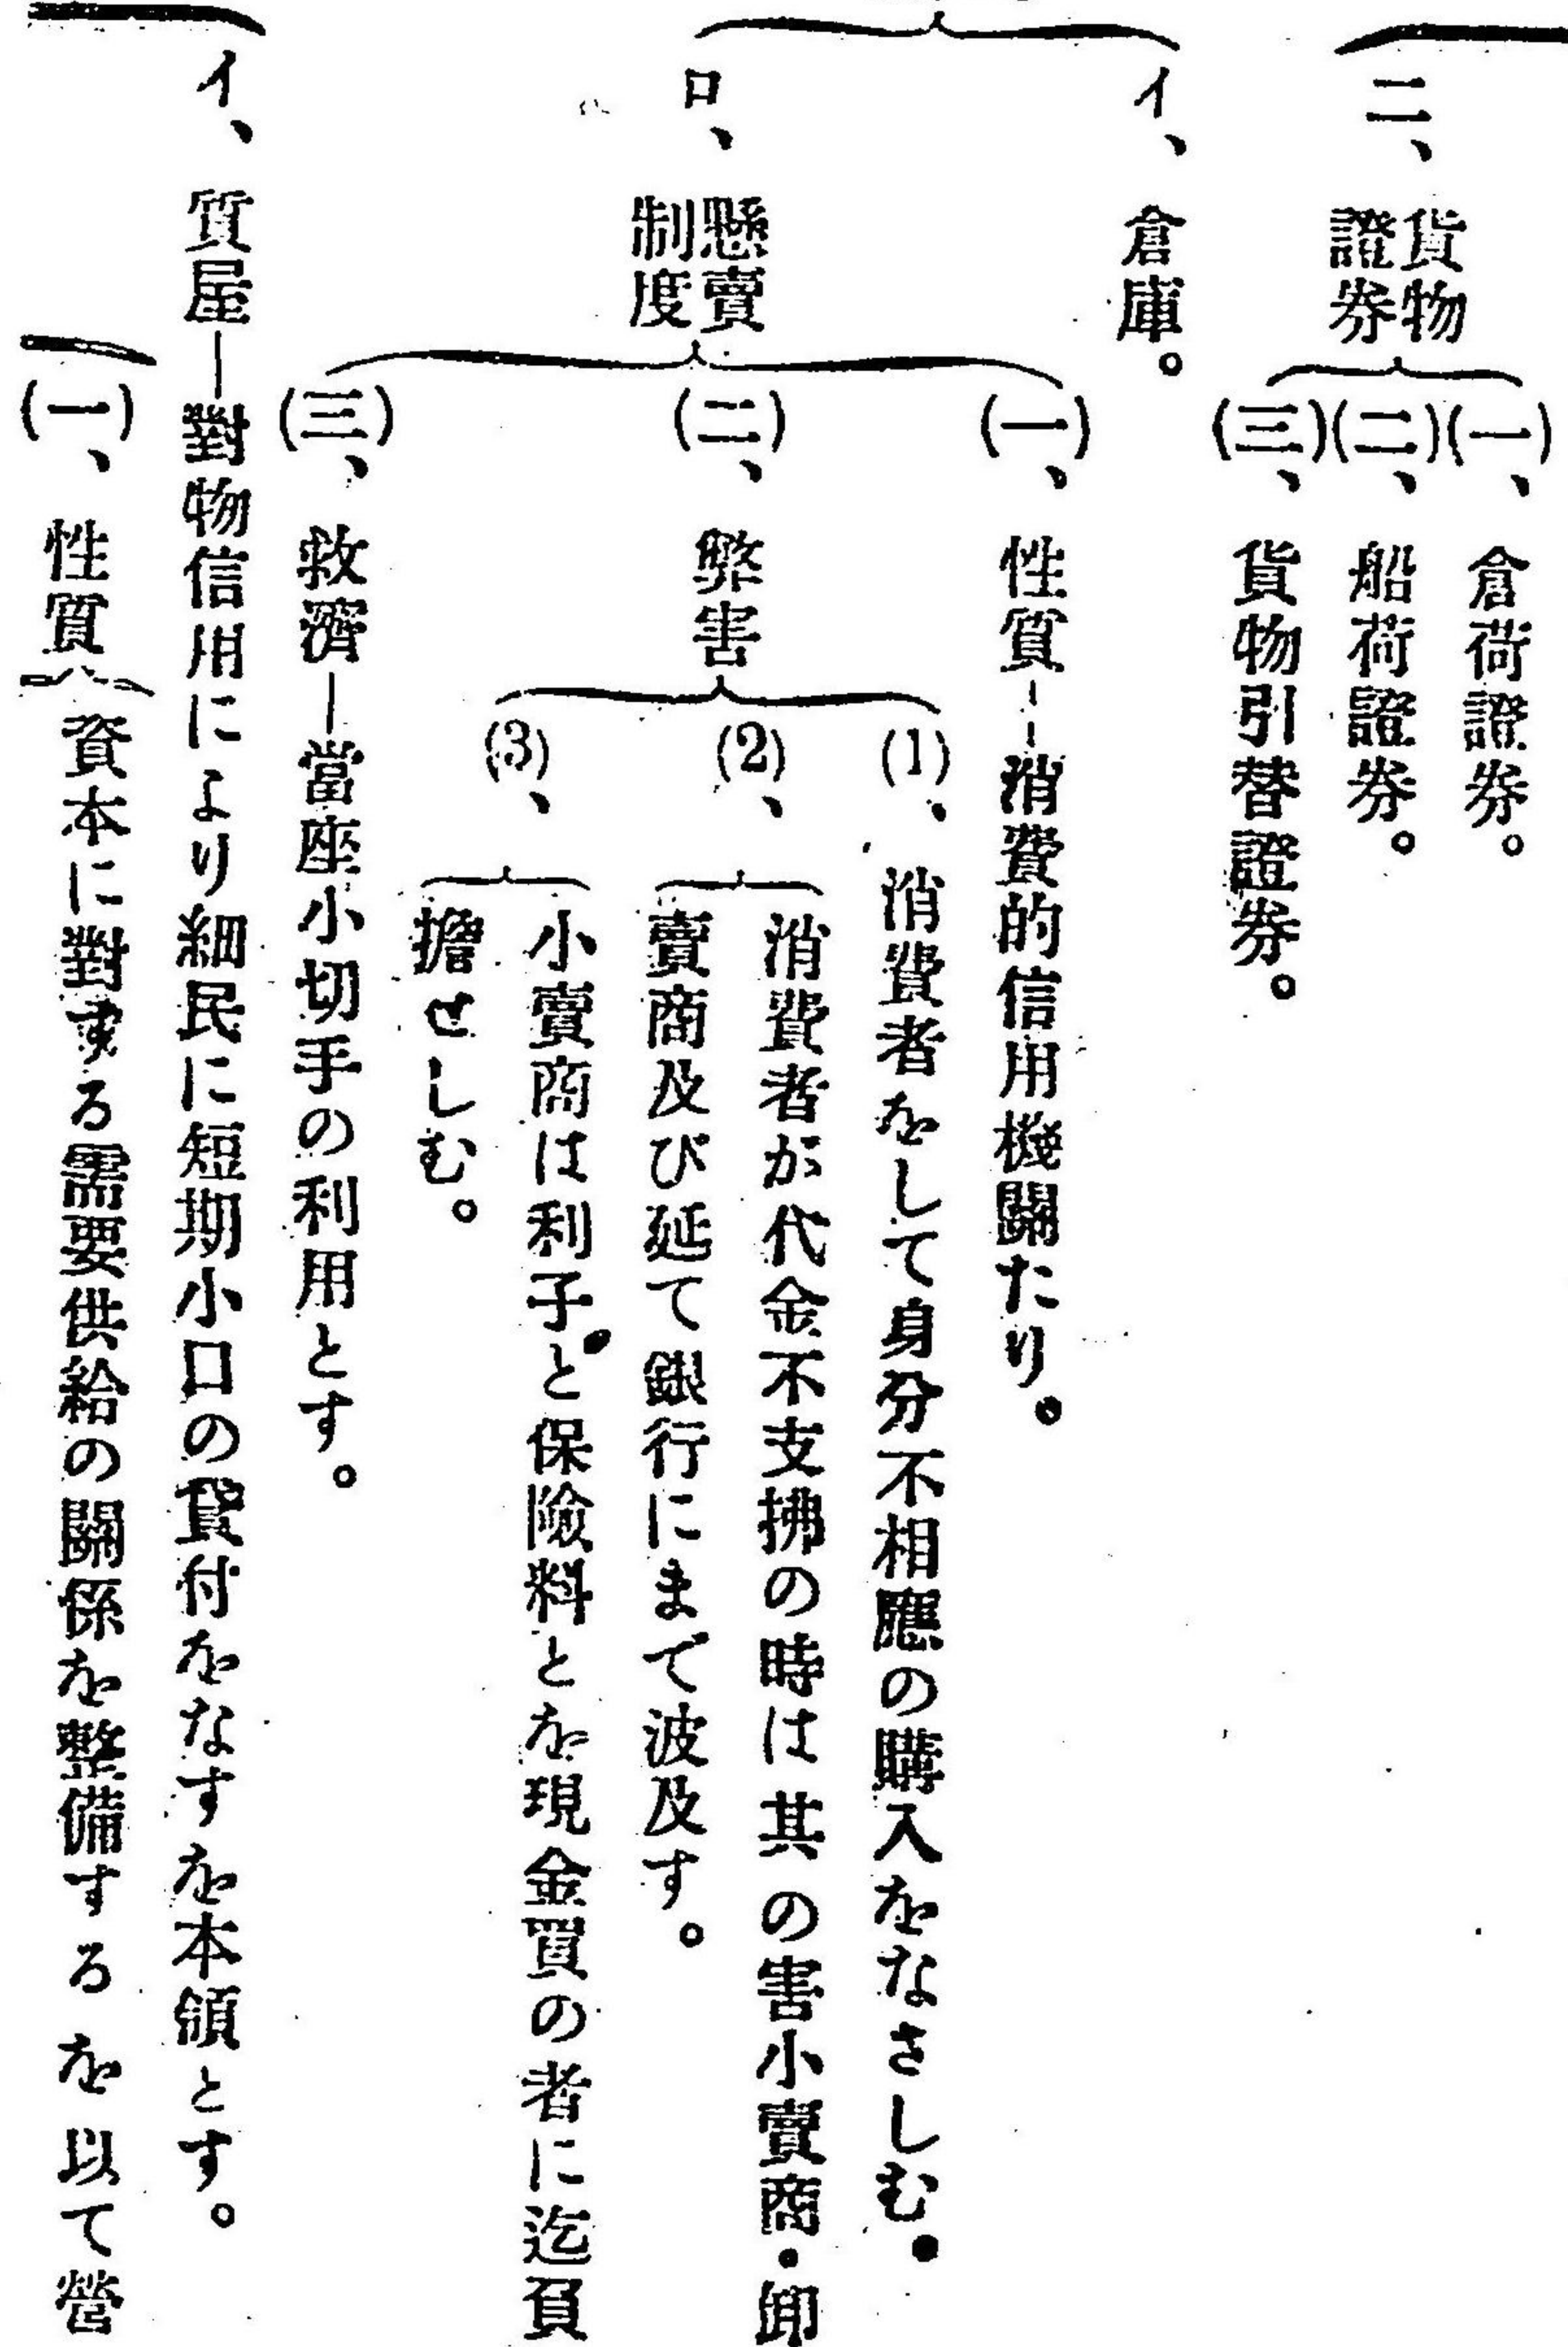 二、貨物
證券
(一)、倉荷證券。
(二)、船荷證券。
(三)、貨物引替證券。
イ、倉庫。
ロ、懸賣
制度
(一)、性質――消費的信用機關たり。
(二)、弊害
(1)、消費者をして身分不相應の購入をなさしむ。
(2)、消費者が代金不支拂の時は其の害小賣商・卸
賣商及び延て銀行にまで波及す。
(3)、小賣商は利子と保險料とを現金買の者に迄負
擔せしむ。
(三)、救濟―當座小切手の利用とす。
イ、質屋―對物信用により細民に短期小口の貸付をなすを本領とす。
(一)、性質 資本に對する需要供給の關係を整備するを以て營